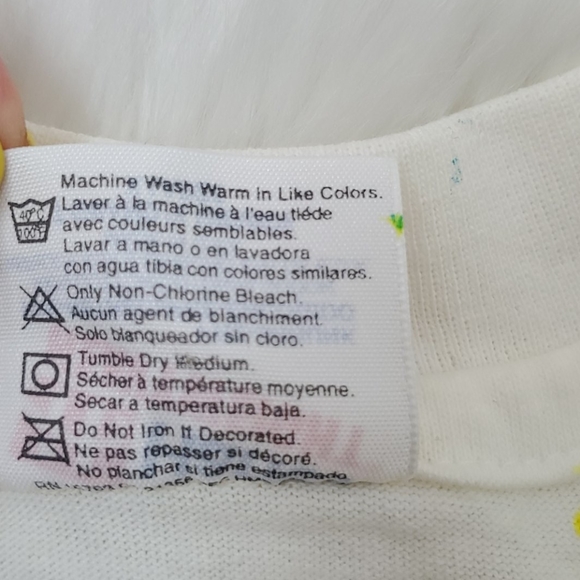 Machine Wash Warm in Like Colors.
40°C
Laver à la machine à l'eau tiéde
100°F
avec couleurs semblables.
Lavar a mano o en lavadora
con agua tibia con colores similares.
Only Non-Chlorine Bleach.
Aucun agent de blanchiment.
Solo blanqueador sin cloro.
Tumble Dry Medium.
Sécher à température moyenne.
Secar a temperatura baja.
Do Not Iron If Decorated.
Ne pas repasser si décoré.
No planchar si tiene estampado.
RN